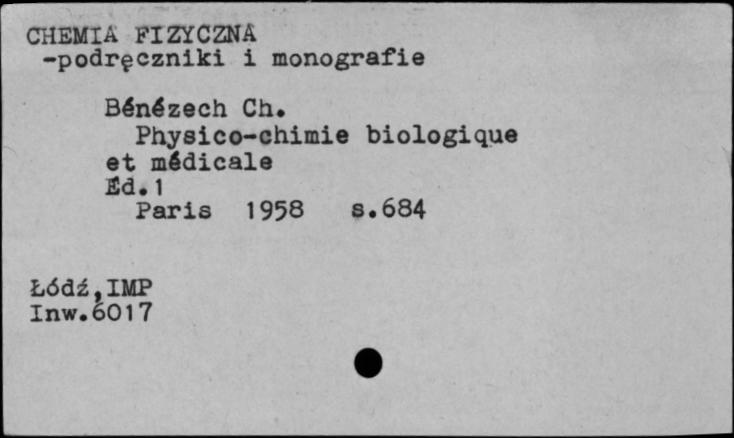 CHEMIA FIZYCZNA
-podręczniki i monografie
Bénézech Ch.
Physico-chimie biologique
et médicale
Éd.1
Paris 1958 s.684
Łódź,IMP
Inw.6017